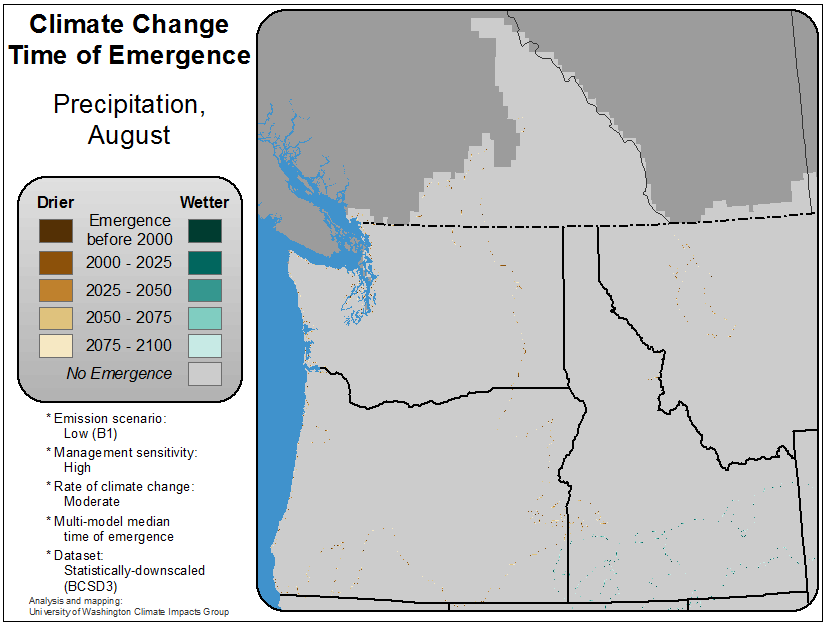 Climate Change
Time of Emergence
Precipitation,
August
Drier
Wetter
Emergence
before 2000
2000 - 2025
2025 - 2050
2050 - 2075
2075 - 2100
No Emergence
* Emission scenario:
Low (B1)
* Management sensitivity:
High
* Rate of climate change:
Moderate
* Multi-model median
time of emergence
* Dataset:
Statistically-downscaled
(BCSD3)
Analysis and mapping:
University of Washington Climate Impacts Group